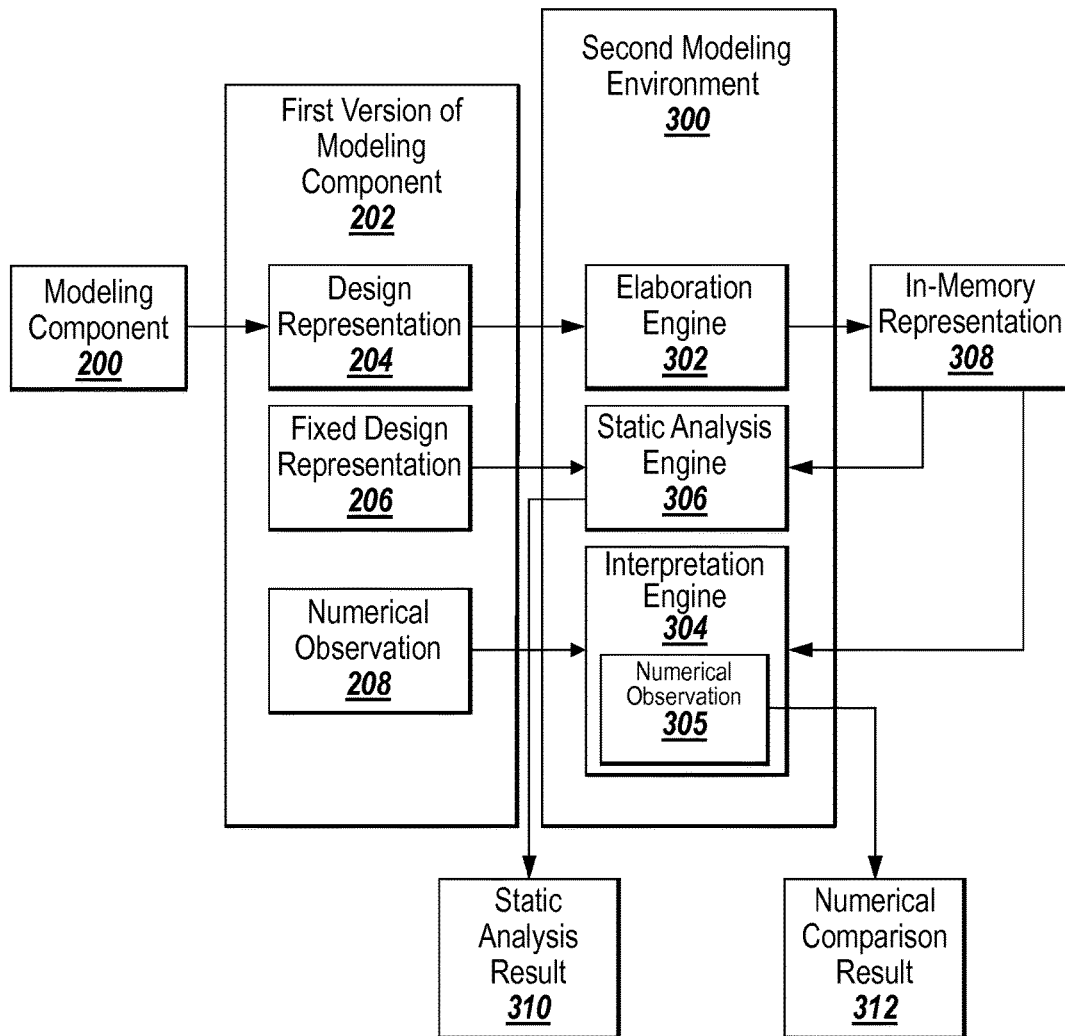 Second Modeling
Environment
300
First Version of
Modeling
Component
202
Modeling
Component
200
Design
Representation
204
Elaboration
Engine
302
In-Memory
Representation
308
Fixed Design
Representation
206
Static Analysis
Engine
306
Numerical
Observation
208
Interpretation
Engine
304
Numerical
Observation
305
Static
Analysis
Result
310
Numerical
Comparison
Result
312